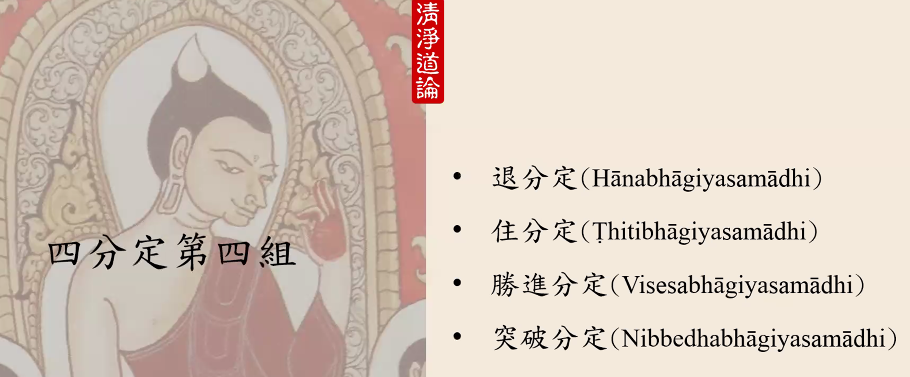 清淨道論
四分定第四組
• 退分定(Hānabhāgiyasamādhi)
• 住分定(Ṭhitibhāgiyasamādhi)
• 勝進分定(Visesabhāgiyasamādhi)
• 突破分定(Nibbedhabhāgiyasamādhi)